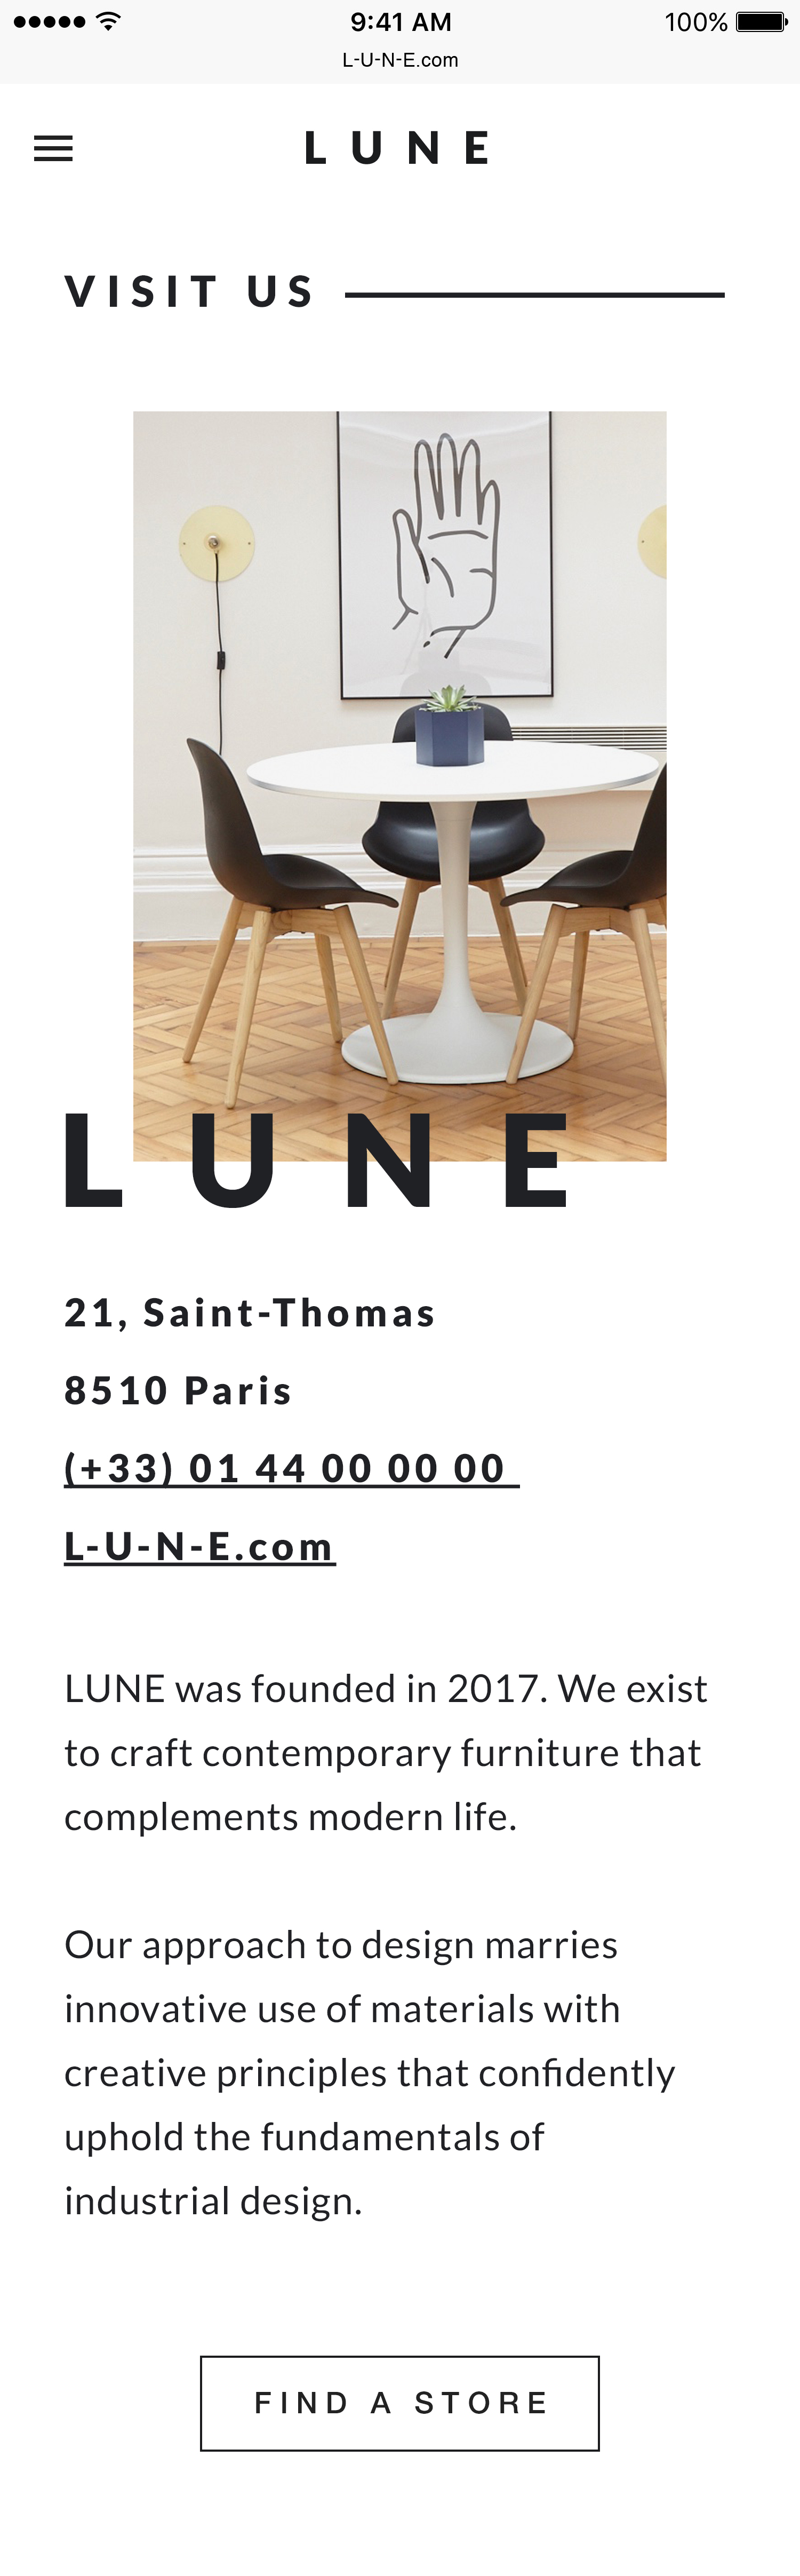 9:41 AM
100%
L-U-N-E.com
LUNE
VISIT US
LUNE
21, Saint-Thomas
8510 Paris
(+33) 01 44 00 00 00
L-U-N-E.com
LUNE was founded in 2017. We exist
to craft contemporary furniture that
complements modern life.
Our approach to design marries
innovative use of materials with
creative principles that confidently
uphold the fundamentals of
industrial design.
FIND A STORE